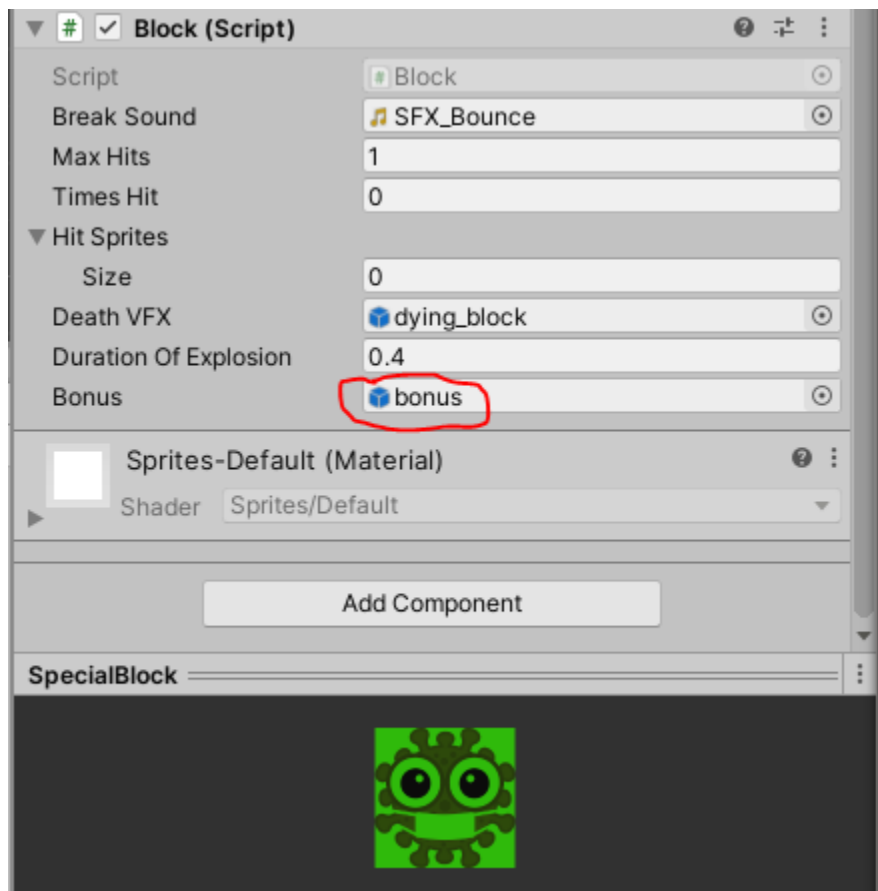 Block (Script)
Script Block
Break Sound SFX_Bounce
Max Hits 1
Times Hit 0
Hit Sprites
Size 0
Death VFX dying_block
Duration Of Explosion 0.4
Bonus bonus
Sprites-Default (Material)
Shader Sprites/Default
Add Component
SpecialBlock